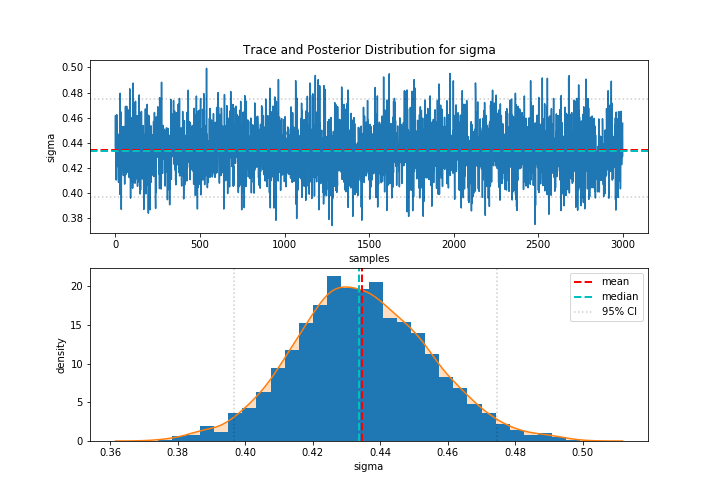 Trace and Posterior Distribution for sigma
0.50
0.48
0.46
0.44
0.42
0.40
0.38
sigma
0 500 1000 1500 2000 2500 3000
samples
20
15
10
5
0
density
mean
median
95% CI
0.36 0.38 0.40 0.42 0.44 0.46 0.48 0.50
sigma